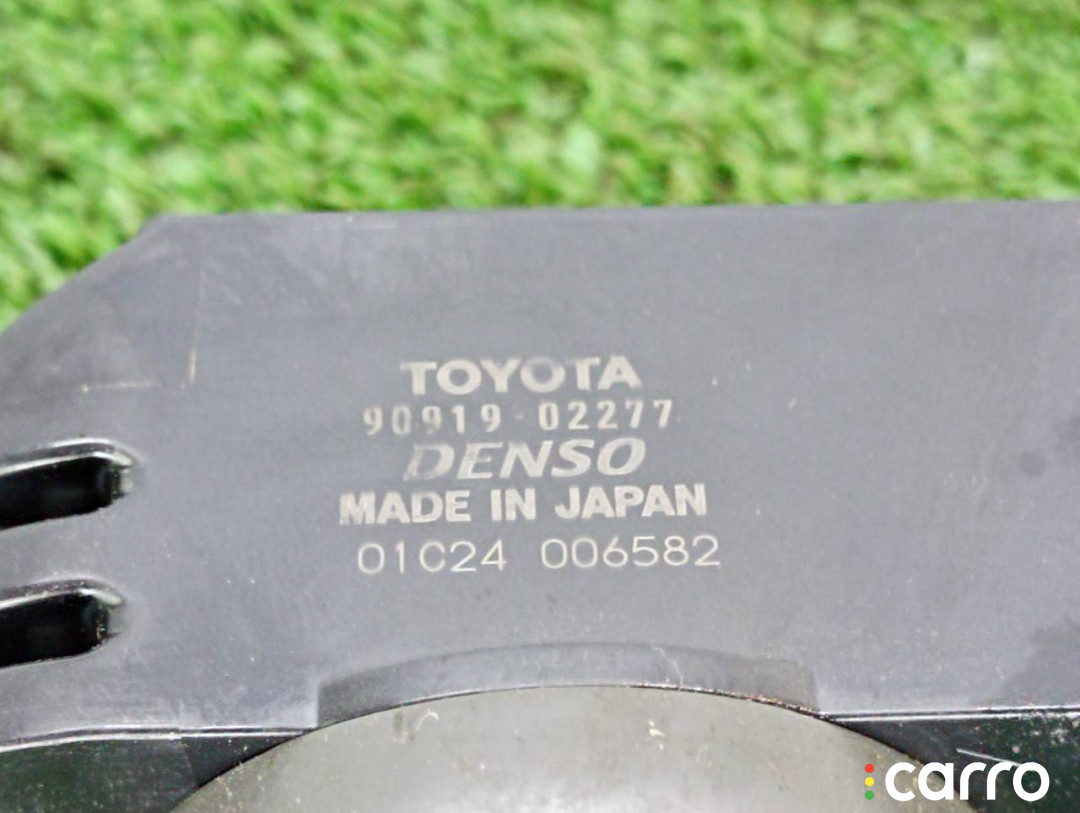 TOYOTA
90919-02277
DENSO
MADE IN JAPAN
01C24 006582
carro